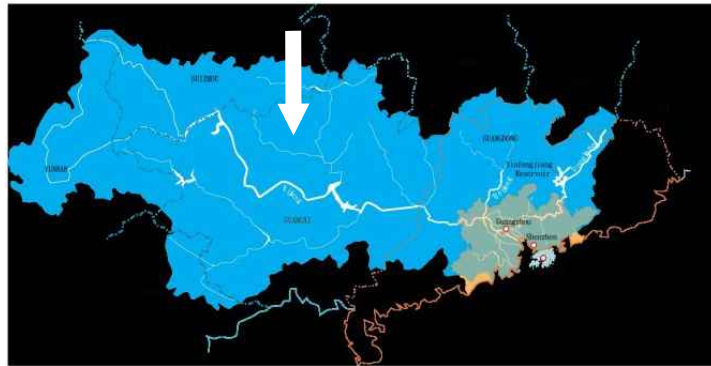 GUIZHOU
GUANGDONG
YUNNAN
Xinfengjiang
Reservoir
GUANGXI
Guangzhou
Shenzhen